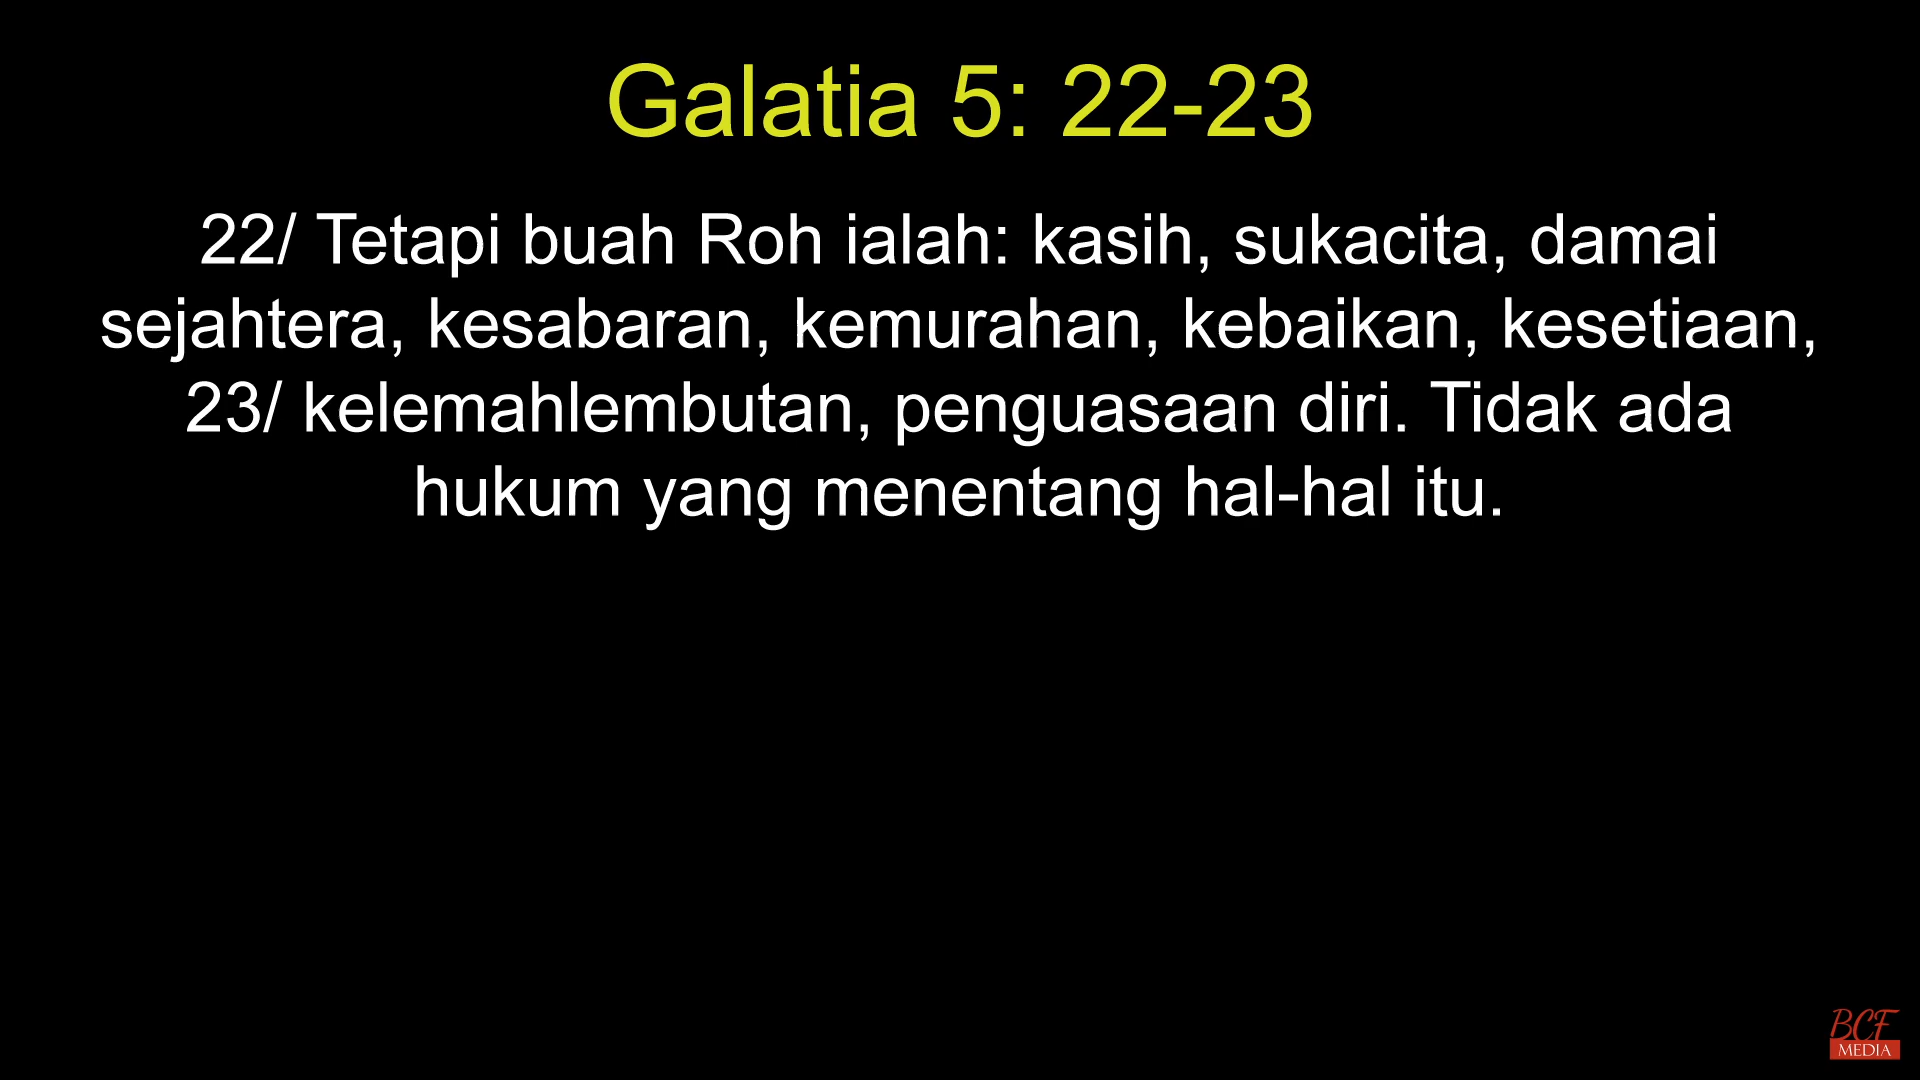 Galatia 5: 22-23
22/ Tetapi buah Roh ialah: kasih, sukacita, damai
sejahtera, kesabaran, kemurahan, kebaikan, kesetiaan,
23/ kelemahlembutan, penguasaan diri. Tidak ada
hukum yang menentang hal-hal itu.
BCF
MEDIA